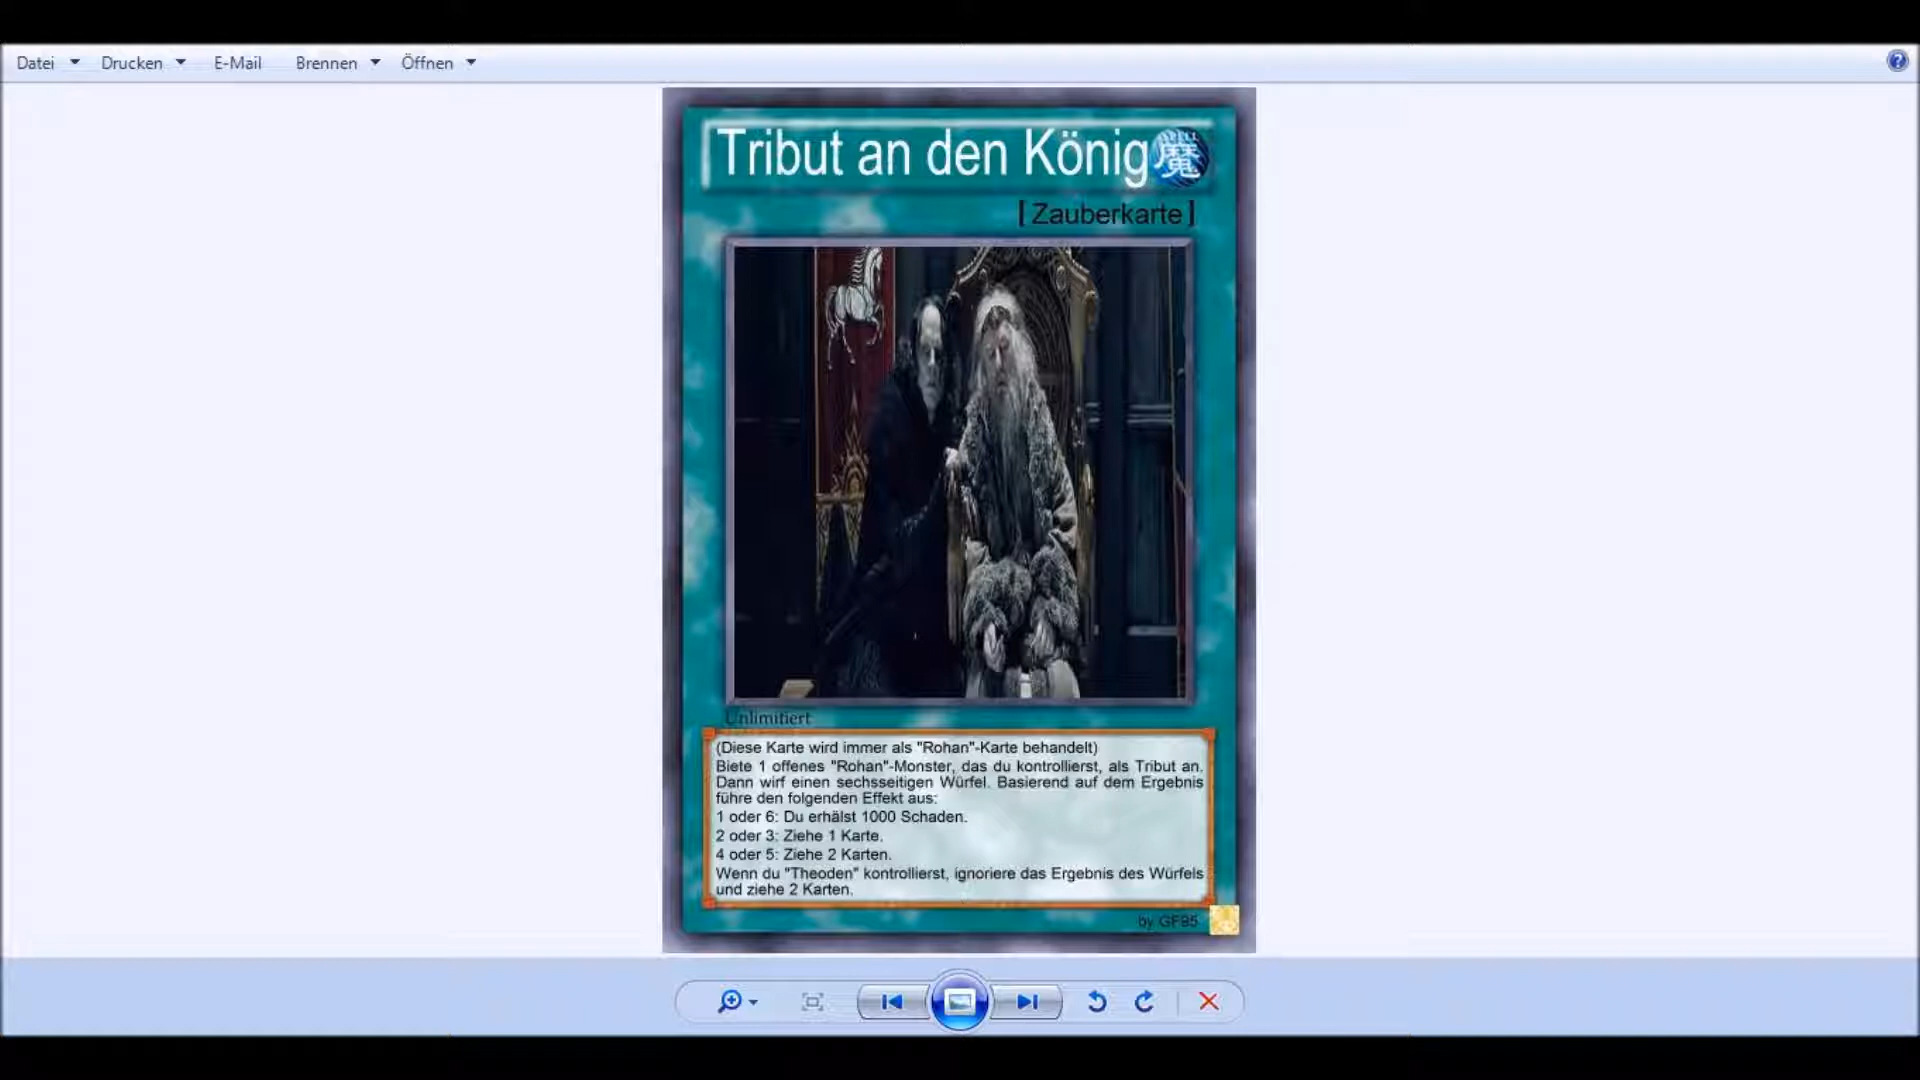 Datei Drucken E-Mail Brennen Öffnen
Tribut an den König
SPELL
魔
[ Zauberkarte ]
Unlimitiert
(Diese Karte wird immer als "Rohan"-Karte behandelt)
Biete 1 offenes "Rohan"-Monster, das du kontrollierst, als Tribut an.
Dann wirf einen sechsseitigen Würfel. Basierend auf dem Ergebnis
führe den folgenden Effekt aus:
1 oder 6: Du erhälst 1000 Schaden.
2 oder 3: Ziehe 1 Karte.
4 oder 5: Ziehe 2 Karten.
Wenn du "Theoden" kontrollierst, ignoriere das Ergebnis des Würfels
und ziehe 2 Karten.
by GF95